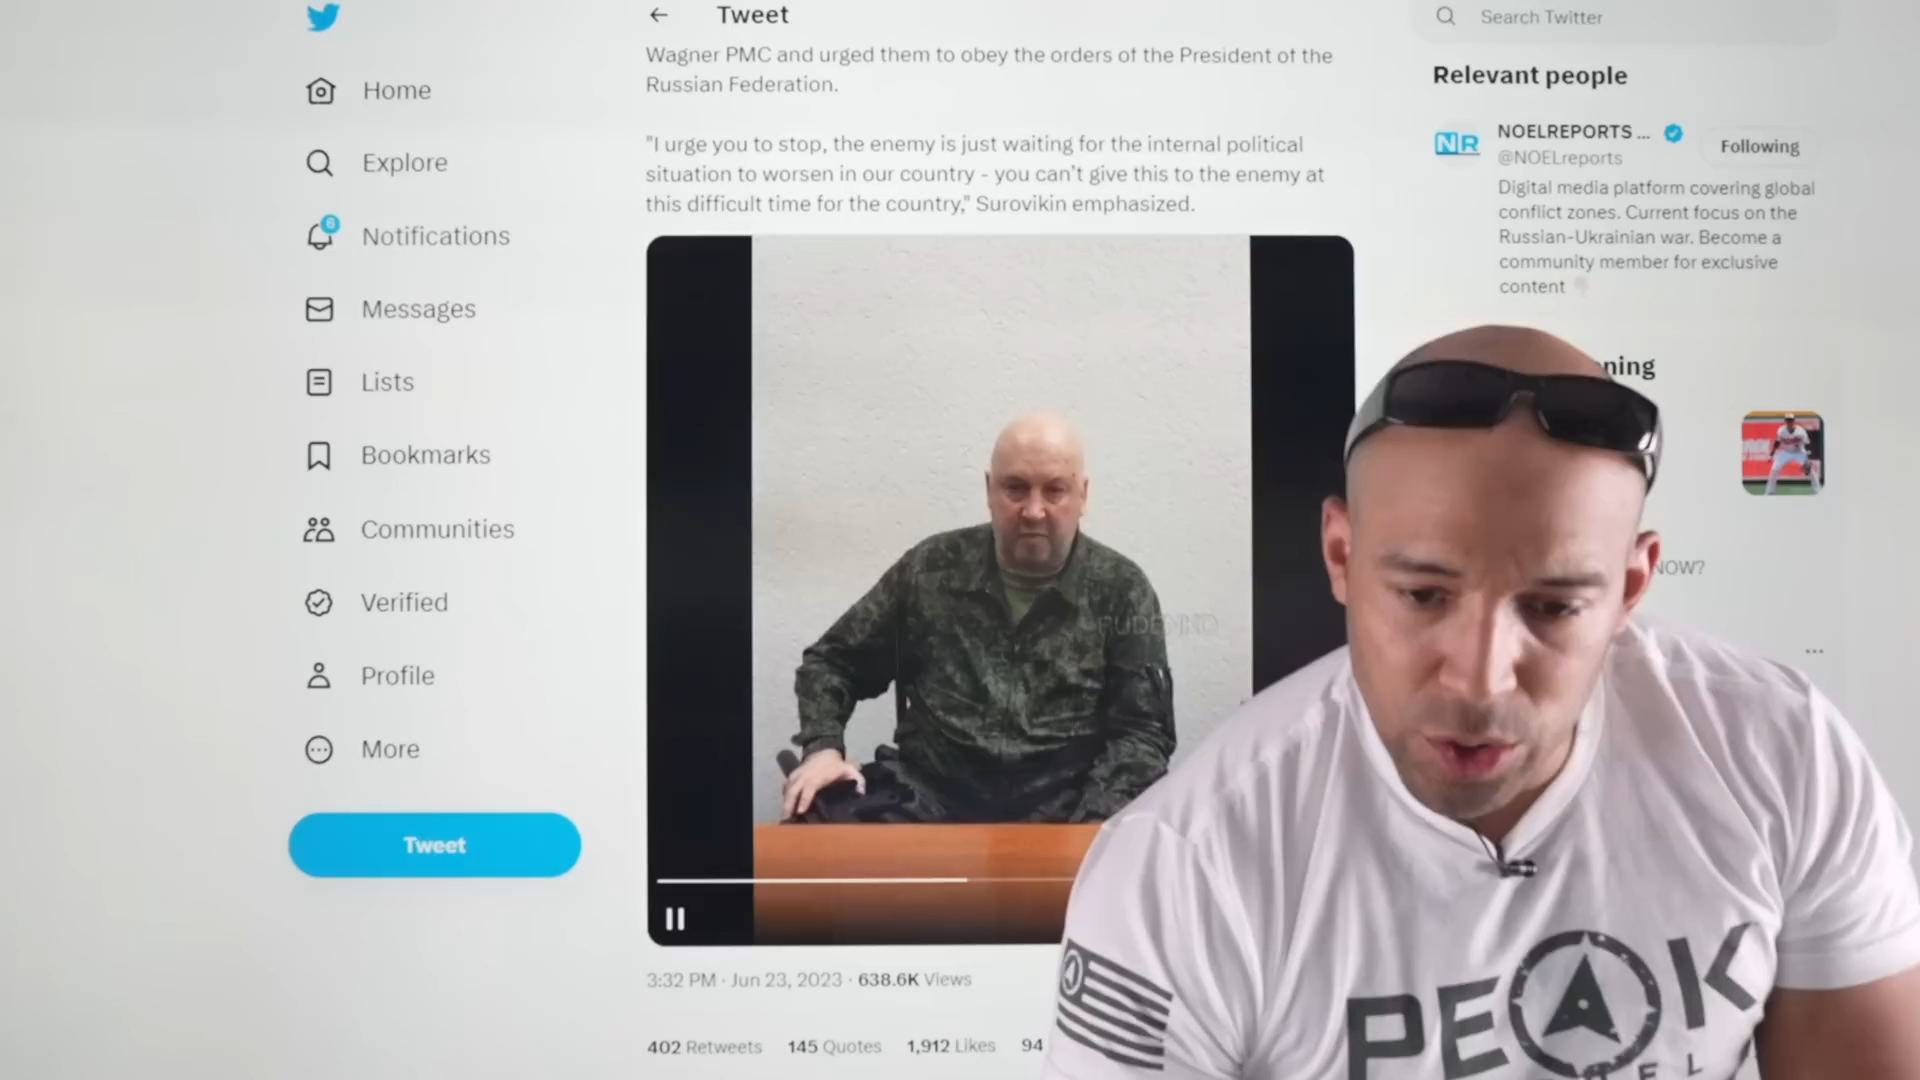 Tweet
Search Twitter
Wagner PMC and urged them to obey the orders of the President of the
Russian Federation.
"I urge you to stop, the enemy is just waiting for the internal political
situation to worsen in our country - you can't give this to the enemy at
this difficult time for the country," Surovikin emphasized.
Home
Explore
6
Notifications
Messages
Lists
Bookmarks
Communities
Verified
Profile
More
Tweet
3:32 PM · Jun 23, 2023 · 638.6K Views
402 Retweets 145 Quotes 1,912 Likes 94
Relevant people
NR
NOELREPORTS ...
@NOELreports
Following
Digital media platform covering global
conflict zones. Current focus on the
Russian-Ukrainian war. Become a
community member for exclusive
content
ning
NOW?
PEAK